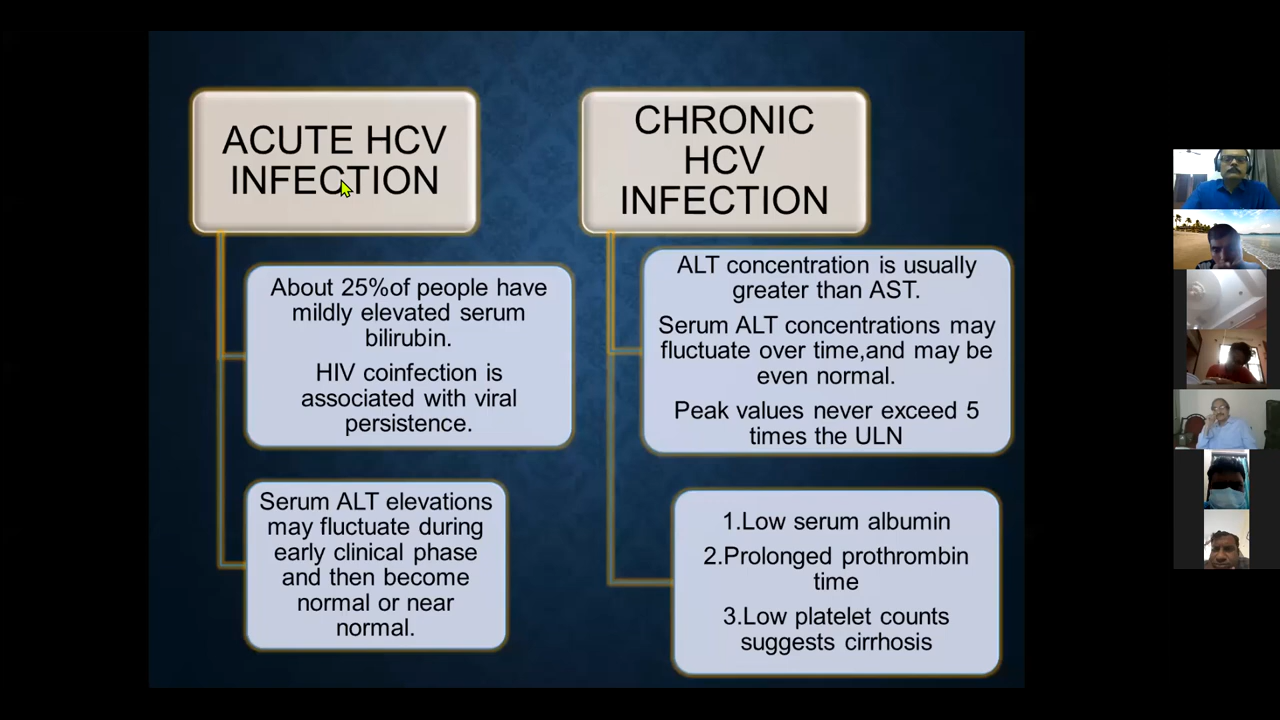 ACUTE HCV
INFECTION
About 25%of people have
mildly elevated serum
bilirubin.
HIV coinfection is
associated with viral
persistence.
Serum ALT elevations
may fluctuate during
early clinical phase
and then become
normal or near
normal.
CHRONIC
HCV
INFECTION
ALT concentration is usually
greater than AST.
Serum ALT concentrations may
fluctuate over time,and may be
even normal.
Peak values never exceed 5
times the ULN
1.Low serum albumin
2.Prolonged prothrombin
time
3.Low platelet counts
suggests cirrhosis